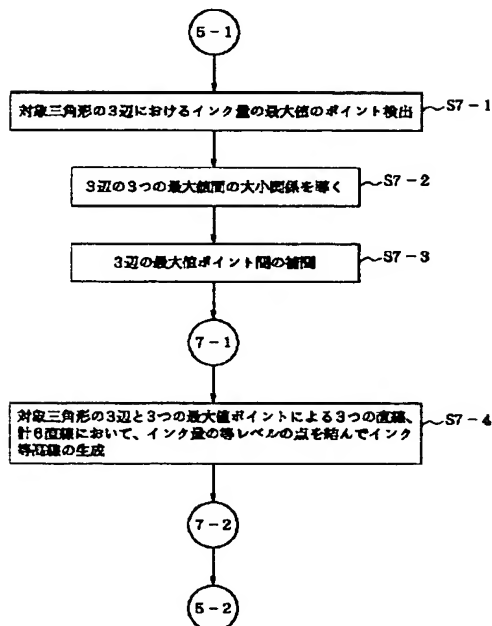 5-1
対象三角形の3辺におけるインク量の最大値のポイント検出
S7-1
3辺の3つの最大値間の大小関係を導く
S7-2
3辺の最大値ポイント間の補間
S7-3
7-1
対象三角形の3辺と3つの最大値ポイントによる3つの直線、
計6直線において、インク量の等レベルの点を結んでインク
等高線の生成
S7-4
7-2
5-2